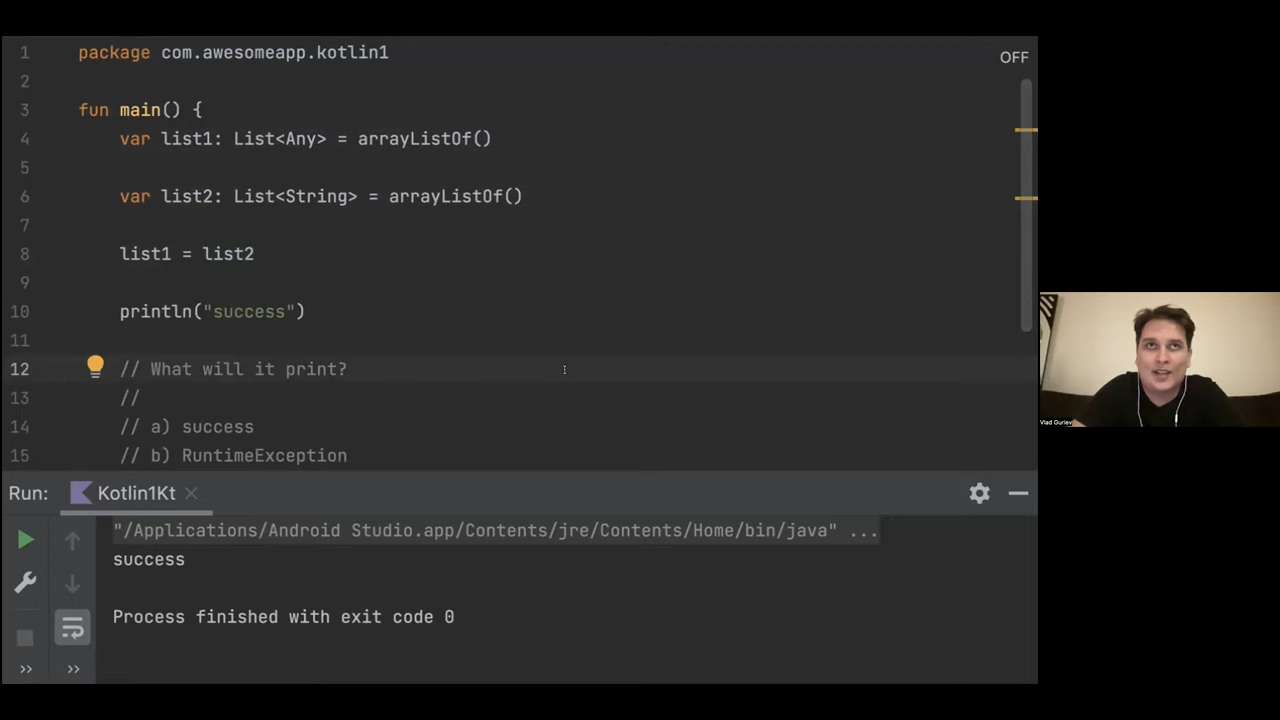 1 package com.awesomeapp.kotlin1
OFF
2
3 fun main() {
4 var list1: List<Any> = arrayListOf()
5
6 var list2: List<String> = arrayListOf()
7
8 list1 = list2
9
10 println("success")
11
12 // What will it print?
13 //
14 // a) success
15 // b) RuntimeException
Run: Kotlin1Kt
"/Applications/Android Studio.app/Contents/jre/Contents/Home/bin/java" ...
success
Process finished with exit code 0
Vlad Guriev